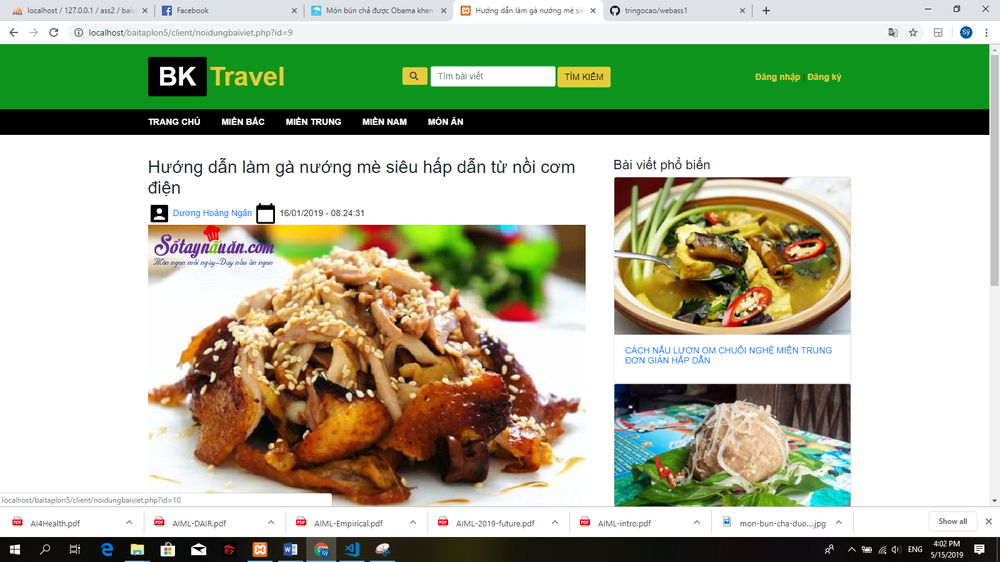 localhost / 127.0.0.1 / ass2 / baivi
Facebook
Món bún chả được Obama khen
Hướng dẫn làm gà nướng mè siê
tringocao/webass1
localhost/baitaplon5/client/noidungbaiviet.php?id=9
Sỹ
BK Travel
Tìm bài viết
TÌM KIẾM
Đăng nhập | Đăng ký
TRANG CHỦ
MIỀN BẮC
MIỀN TRUNG
MIỀN NAM
MÓN ĂN
Hướng dẫn làm gà nướng mè siêu hấp dẫn từ nồi cơm
điện
Dương Hoàng Ngân
16/01/2019 - 08:24:31
Sổtaynấuăn.com
Món ngon mỗi ngày-Dạy nấu ăn ngon
Bài viết phổ biến
CÁCH NẤU LƯƠN OM CHUỐI NGHỆ MIỀN TRUNG
ĐƠN GIẢN HẤP DẪN
localhost/baitaplon5/client/noidungbaiviet.php?id=10
AI4Health.pdf
AIML-DAIR.pdf
AIML-Empirical.pdf
AIML-2019-future.pdf
AIML-intro.pdf
mon-bun-cha-duo....jpg
Show all
ENG
4:02 PM
5/15/2019